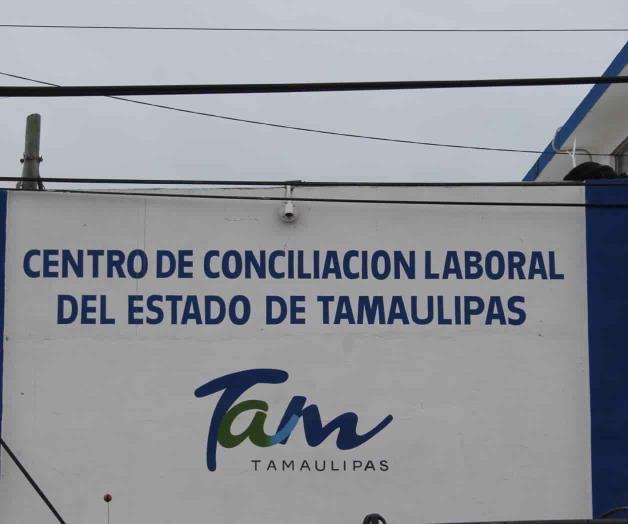 CENTRO DE CONCILIACION LABORAL
DEL ESTADO DE TAMAULIPAS
Tam
TAMAULIPAS